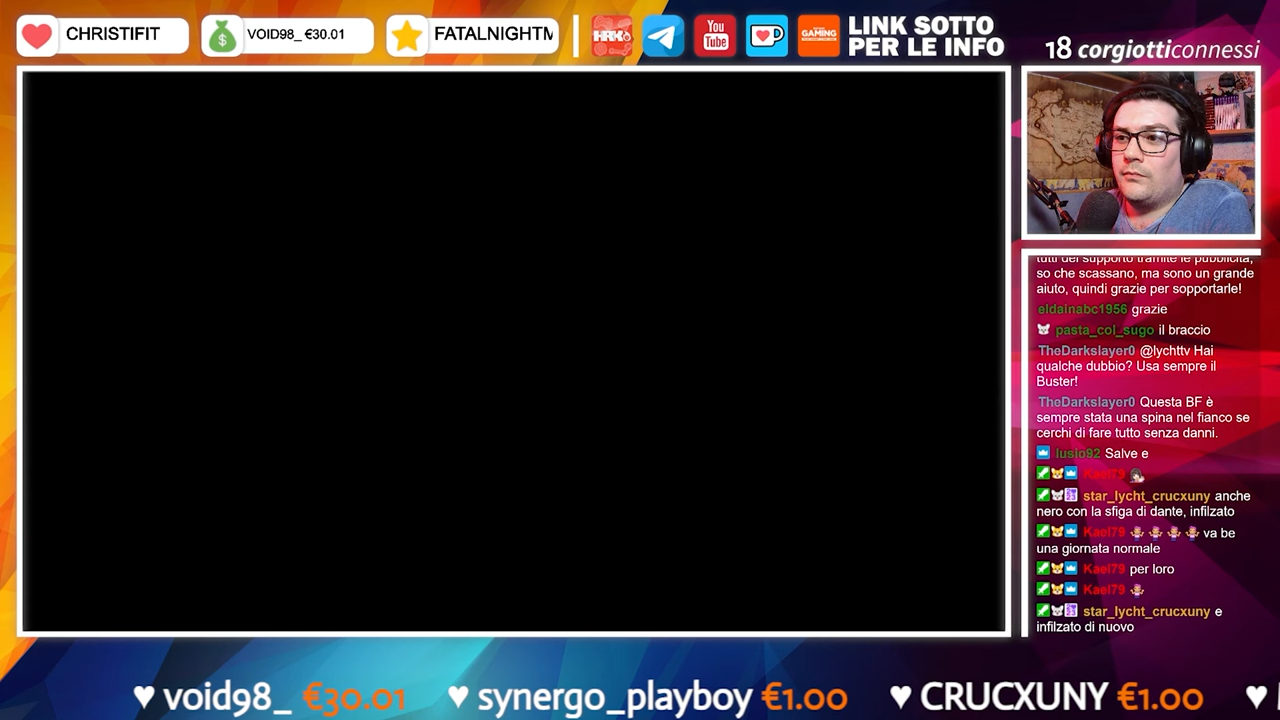 CHRISTIFIT
VOID98_ €30.01
FATALNIGHTM
HRK
You
Tube
GAMING
LINK SOTTO
PER LE INFO
18 corgiotticonnessi
tutti del supporto tramite le pubblicità,
so che scassano, ma sono un grande
aiuto, quindi grazie per sopportarle!
eldainabc1956 grazie
pasta_col_sugo il braccio
TheDarkslayer0 @lychttv Hai
qualche dubbio? Usa sempre il
Buster!
TheDarkslayer0 Questa BF è
sempre stata una spina nel fianco se
cerchi di fare tutto senza danni.
lusio92 Salve e
Kael79
star_lycht_crucxuny anche
nero con la sfiga di dante, infilzato
Kael79 va be
una giornata normale
Kael79 per loro
Kael79
star_lycht_crucxuny e
infilzato di nuovo
♥ void98_ €30.01 ♥ synergo_playboy €1.00 ♥ CRUCXUNY €1.00 ♥